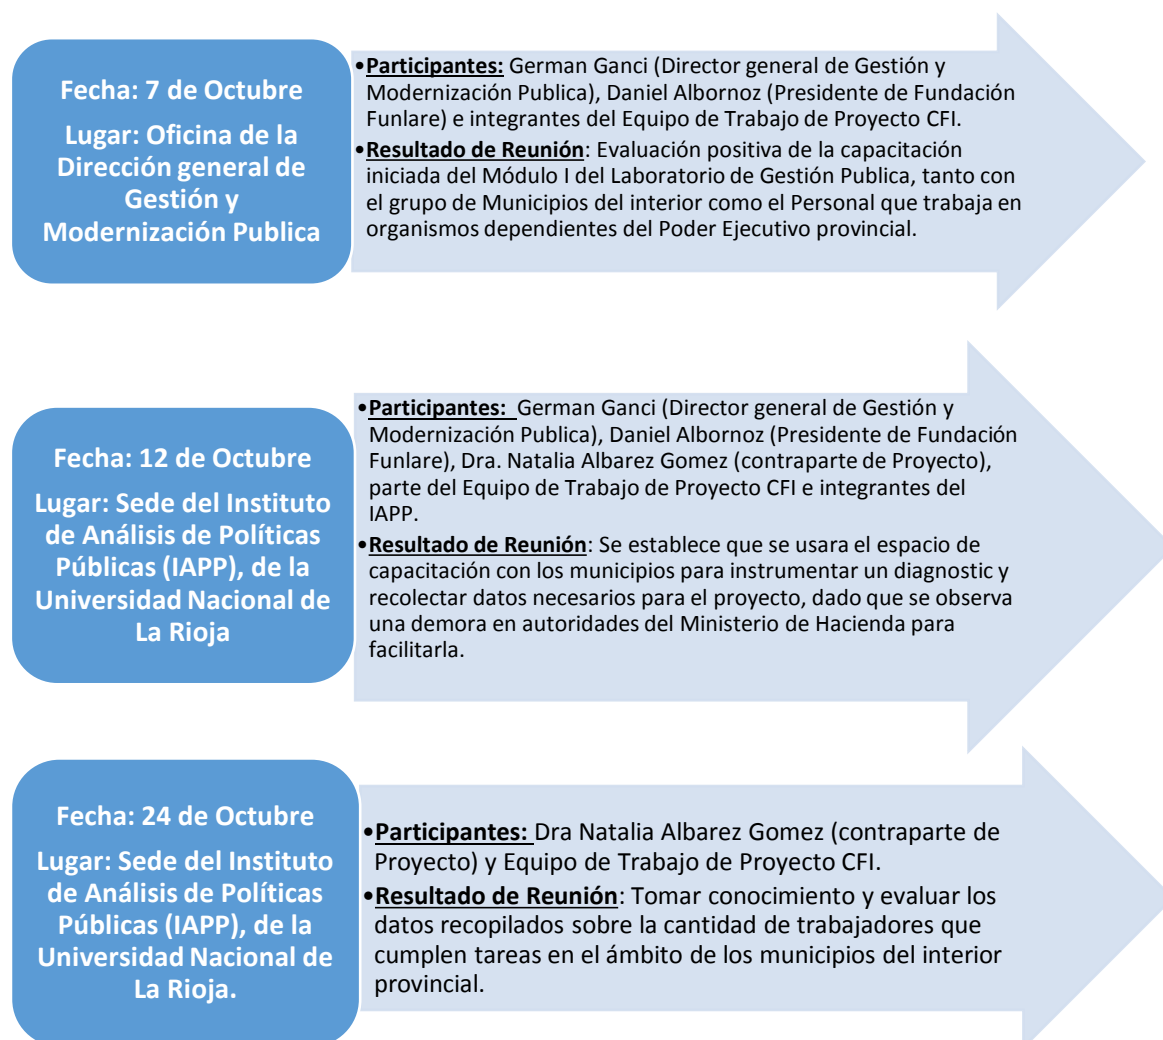 Fecha: 7 de Octubre
Lugar: Oficina de la
Dirección general de
Gestión y
Modernización Publica
•Participantes: German Ganci (Director general de Gestión y
Modernización Publica), Daniel Albornoz (Presidente de Fundación
Funlare) e integrantes del Equipo de Trabajo de Proyecto CFI.
•Resultado de Reunión: Evaluación positiva de la capacitación
iniciada del Módulo I del Laboratorio de Gestión Publica, tanto con
el grupo de Municipios del interior como el Personal que trabaja en
organismos dependientes del Poder Ejecutivo provincial.
Fecha: 12 de Octubre
Lugar: Sede del Instituto
de Análisis de Políticas
Públicas (IAPP), de la
Universidad Nacional de
La Rioja
•Participantes: German Ganci (Director general de Gestión y
Modernización Publica), Daniel Albornoz (Presidente de Fundación
Funlare), Dra. Natalia Albarez Gomez (contraparte de Proyecto),
parte del Equipo de Trabajo de Proyecto CFI e integrantes del
IAPP.
•Resultado de Reunión: Se establece que se usara el espacio de
capacitación con los municipios para instrumentar un diagnostic y
recolectar datos necesarios para el proyecto, dado que se observa
una demora en autoridades del Ministerio de Hacienda para
facilitarla.
Fecha: 24 de Octubre
Lugar: Sede del Instituto
de Análisis de Políticas
Públicas (IAPP), de la
Universidad Nacional de
La Rioja.
•Participantes: Dra Natalia Albarez Gomez (contraparte de
Proyecto) y Equipo de Trabajo de Proyecto CFI.
•Resultado de Reunión: Tomar conocimiento y evaluar los
datos recopilados sobre la cantidad de trabajadores que
cumplen tareas en el ámbito de los municipios del interior
provincial.